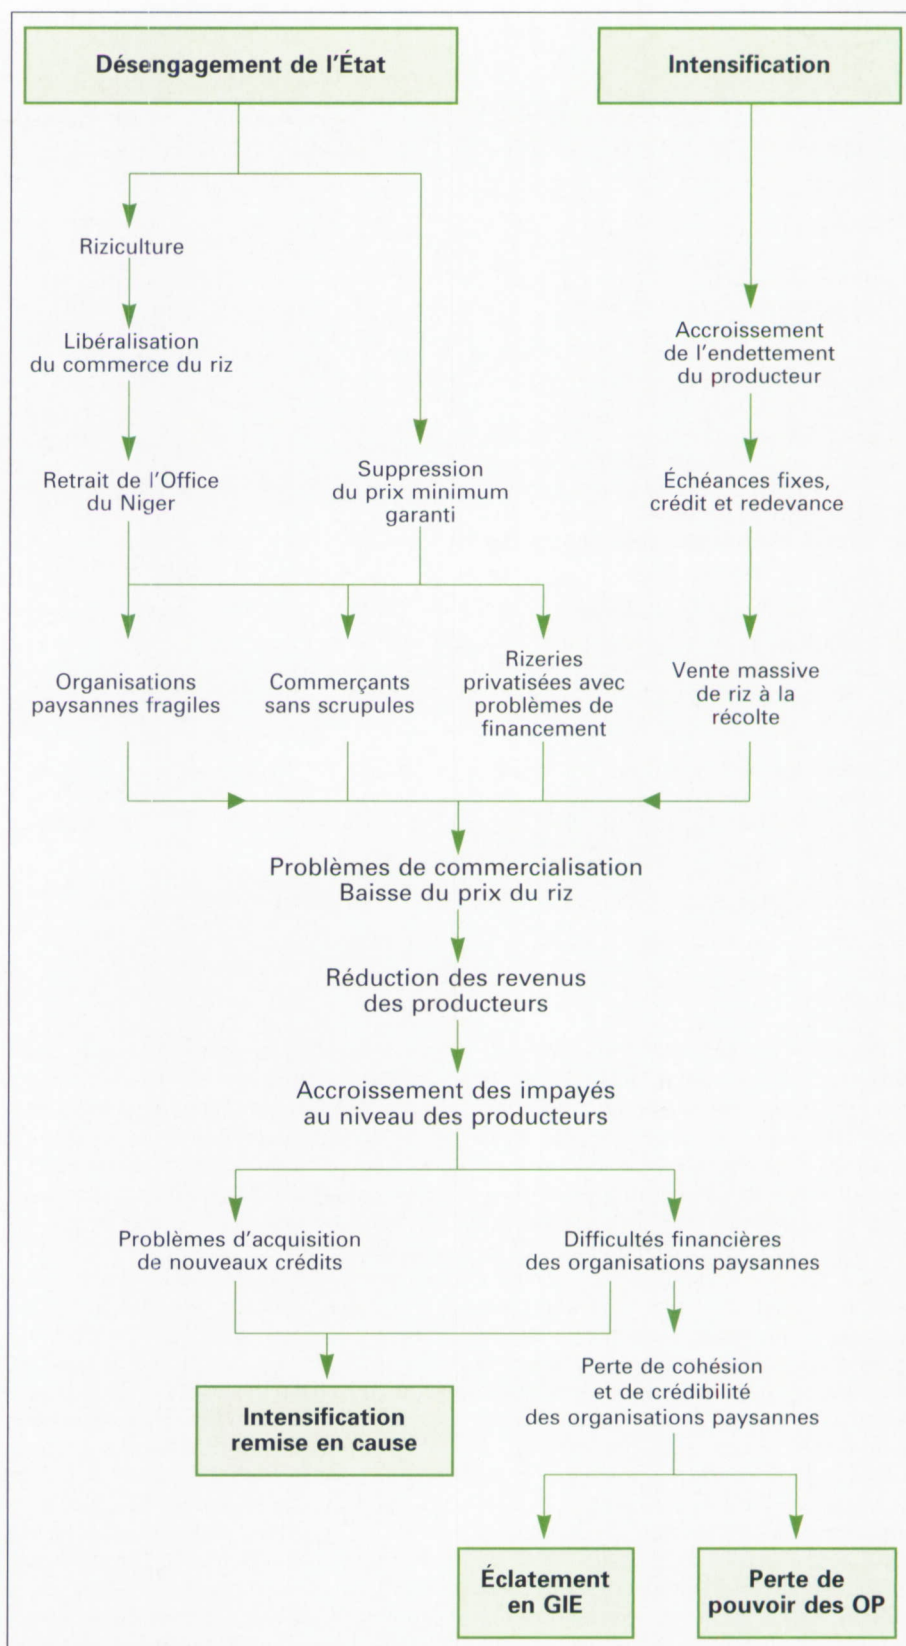 Désengagement de l'État
Intensification
Riziculture
Libéralisation
du commerce du riz
Accroissement
de l'endettement
du producteur
Retrait de l'Office
du Niger
Suppression
du prix minimum
garanti
Échéances fixes,
crédit et redevance
Organisations
paysannes fragiles
Commerçants
sans scrupules
Rizeries
privatisées avec
problèmes de
financement
Vente massive
de riz à la
récolte
Problèmes de commercialisation
Baisse du prix du riz
Réduction des revenus
des producteurs
Accroissement des impayés
au niveau des producteurs
Problèmes d'acquisition
de nouveaux crédits
Difficultés financières
des organisations paysannes
Intensification
remise en cause
Perte de cohésion
et de crédibilité
des organisations paysannes
Éclatement
en GIE
Perte de
pouvoir des OP